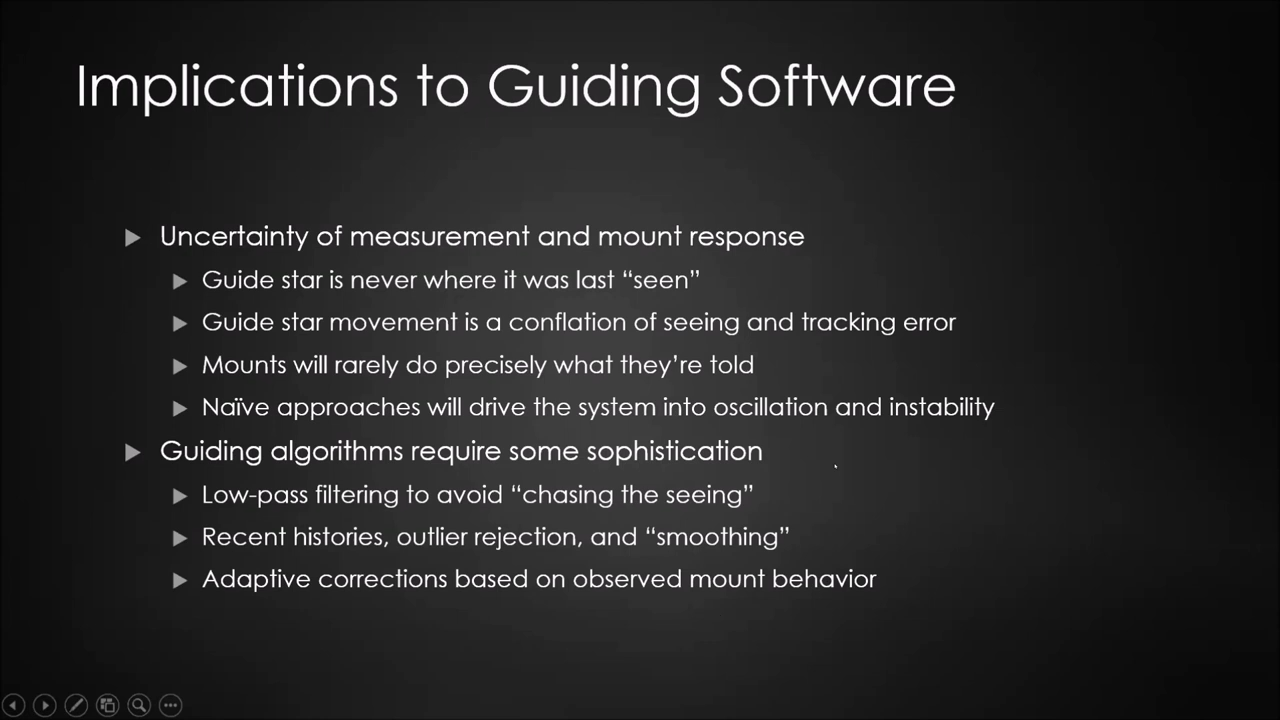 Implications to Guiding Software
Uncertainty of measurement and mount response
Guide star is never where it was last “seen”
Guide star movement is a conflation of seeing and tracking error
Mounts will rarely do precisely what they’re told
Naïve approaches will drive the system into oscillation and instability
Guiding algorithms require some sophistication
Low-pass filtering to avoid “chasing the seeing”
Recent histories, outlier rejection, and “smoothing”
Adaptive corrections based on observed mount behavior